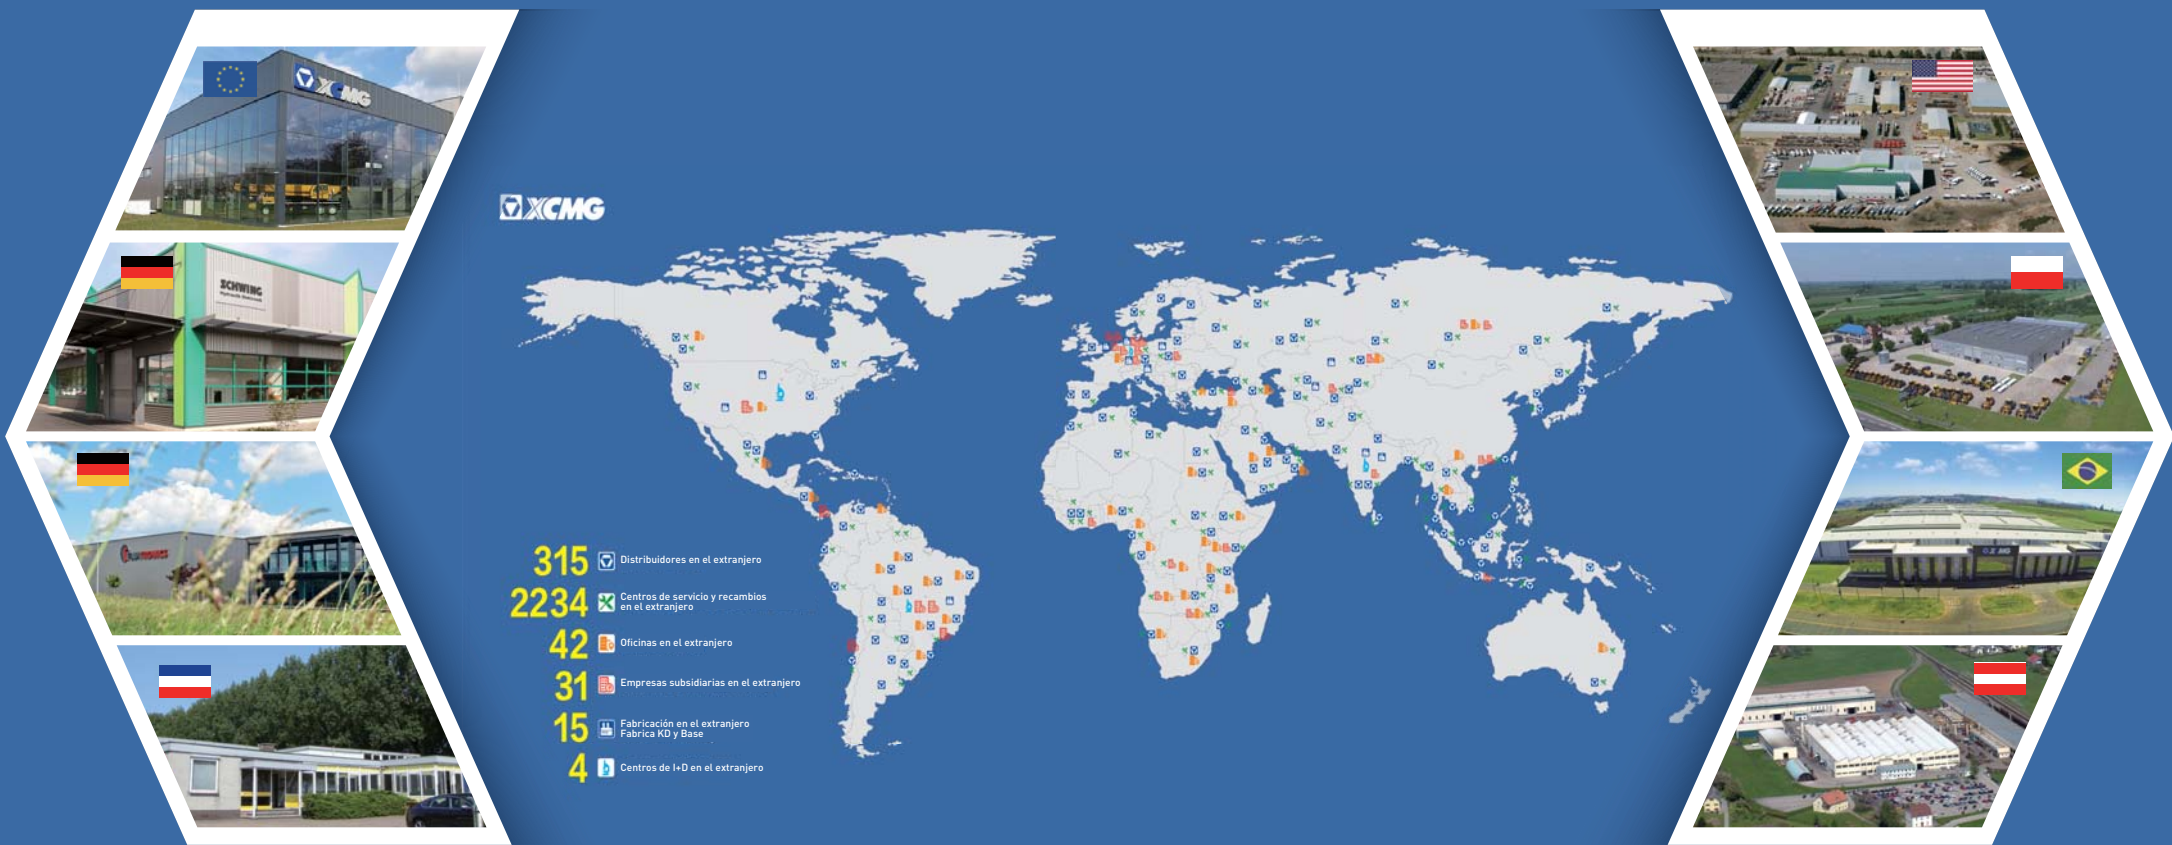 XCMG
SCHWING
XCMG
315 Distribuidores en el extranjero
2234 Centros de servicio y recambios
en el extranjero
42 Oficinas en el extranjero
31 Empresas subsidiarias en el extranjero
15 Fabricación en el extranjero
Fabrica KD y Base
4 Centros de I+D en el extranjero